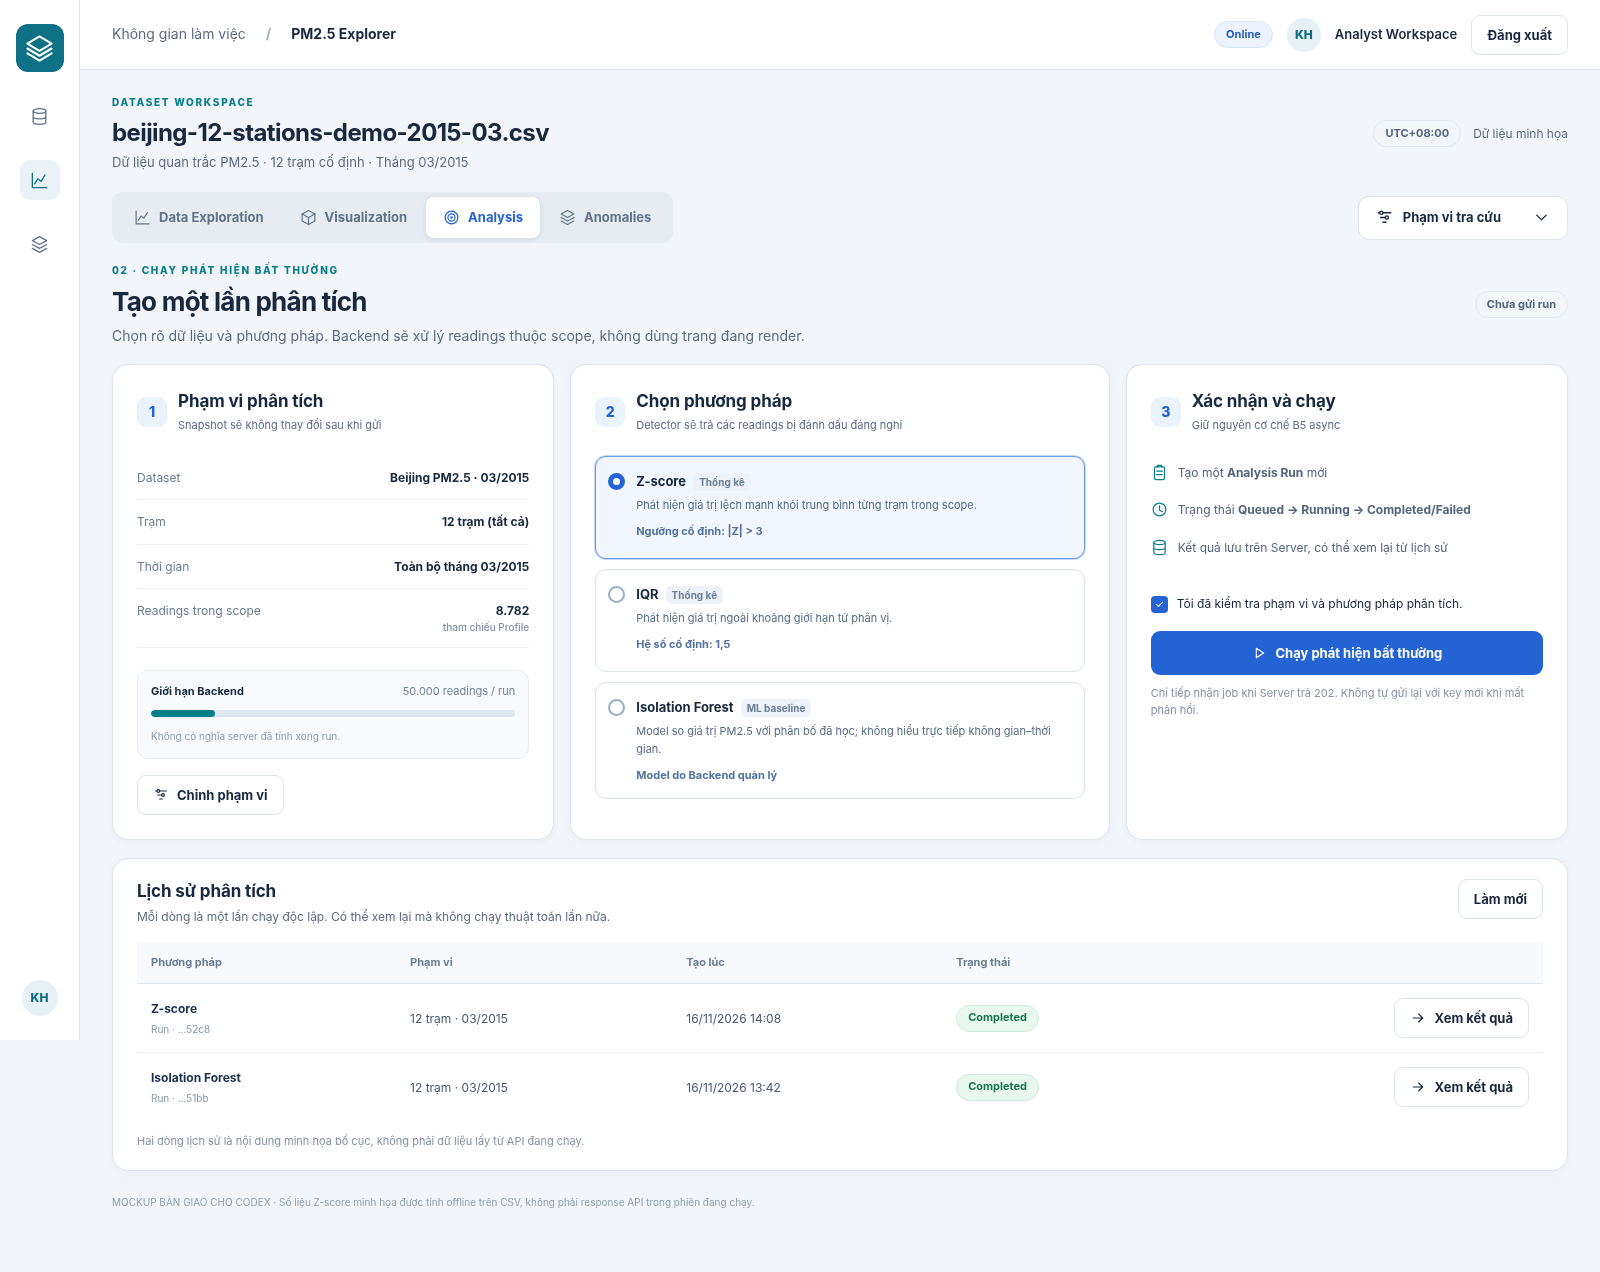 Không gian làm việc / PM2.5 Explorer
Online
KH
Analyst Workspace
Đăng xuất
DATASET WORKSPACE
beijing-12-stations-demo-2015-03.csv
Dữ liệu quan trắc PM2.5 · 12 trạm cố định · Tháng 03/2015
UTC+08:00
Dữ liệu minh họa
Data Exploration
Visualization
Analysis
Anomalies
Phạm vi tra cứu
02 · CHẠY PHÁT HIỆN BẤT THƯỜNG
Tạo một lần phân tích
Chọn rõ dữ liệu và phương pháp. Backend sẽ xử lý readings thuộc scope, không dùng trang đang render.
Chưa gửi run
1
Phạm vi phân tích
Snapshot sẽ không thay đổi sau khi gửi
Dataset
Beijing PM2.5 · 03/2015
Trạm
12 trạm (tất cả)
Thời gian
Toàn bộ tháng 03/2015
Readings trong scope
8.782
tham chiếu Profile
Giới hạn Backend
50.000 readings / run
Không có nghĩa server đã tính xong run.
Chỉnh phạm vi
2
Chọn phương pháp
Detector sẽ trả các readings bị đánh dấu đáng nghi
Z-score
Thống kê
Phát hiện giá trị lệch mạnh khỏi trung bình từng trạm trong scope.
Ngưỡng cố định: |Z| > 3
IQR
Thống kê
Phát hiện giá trị ngoài khoảng giới hạn tứ phân vị.
Hệ số cố định: 1,5
Isolation Forest
ML baseline
Model so giá trị PM2.5 với phân bố đã học; không hiểu trực tiếp không gian–thời
gian.
Model do Backend quản lý
3
Xác nhận và chạy
Giữ nguyên cơ chế B5 async
Tạo một Analysis Run mới
Trạng thái Queued → Running → Completed/Failed
Kết quả lưu trên Server, có thể xem lại từ lịch sử
Tôi đã kiểm tra phạm vi và phương pháp phân tích.
Chạy phát hiện bất thường
Chỉ tiếp nhận job khi Server trả 202. Không tự gửi lại với key mới khi mất
phản hồi.
Lịch sử phân tích
Mỗi dòng là một lần chạy độc lập. Có thể xem lại mà không chạy thuật toán lần nữa.
Làm mới
Phương pháp
Phạm vi
Tạo lúc
Trạng thái
Z-score
Run · …52c8
12 trạm · 03/2015
16/11/2026 14:08
Completed
Xem kết quả
Isolation Forest
Run · …51bb
12 trạm · 03/2015
16/11/2026 13:42
Completed
Xem kết quả
Hai dòng lịch sử là nội dung minh họa bố cục, không phải dữ liệu lấy từ API đang chạy.
KH
MOCKUP BÀN GIAO CHO CODEX · Số liệu Z-score minh họa được tính offline trên CSV, không phải response API trong phiên đang chạy.